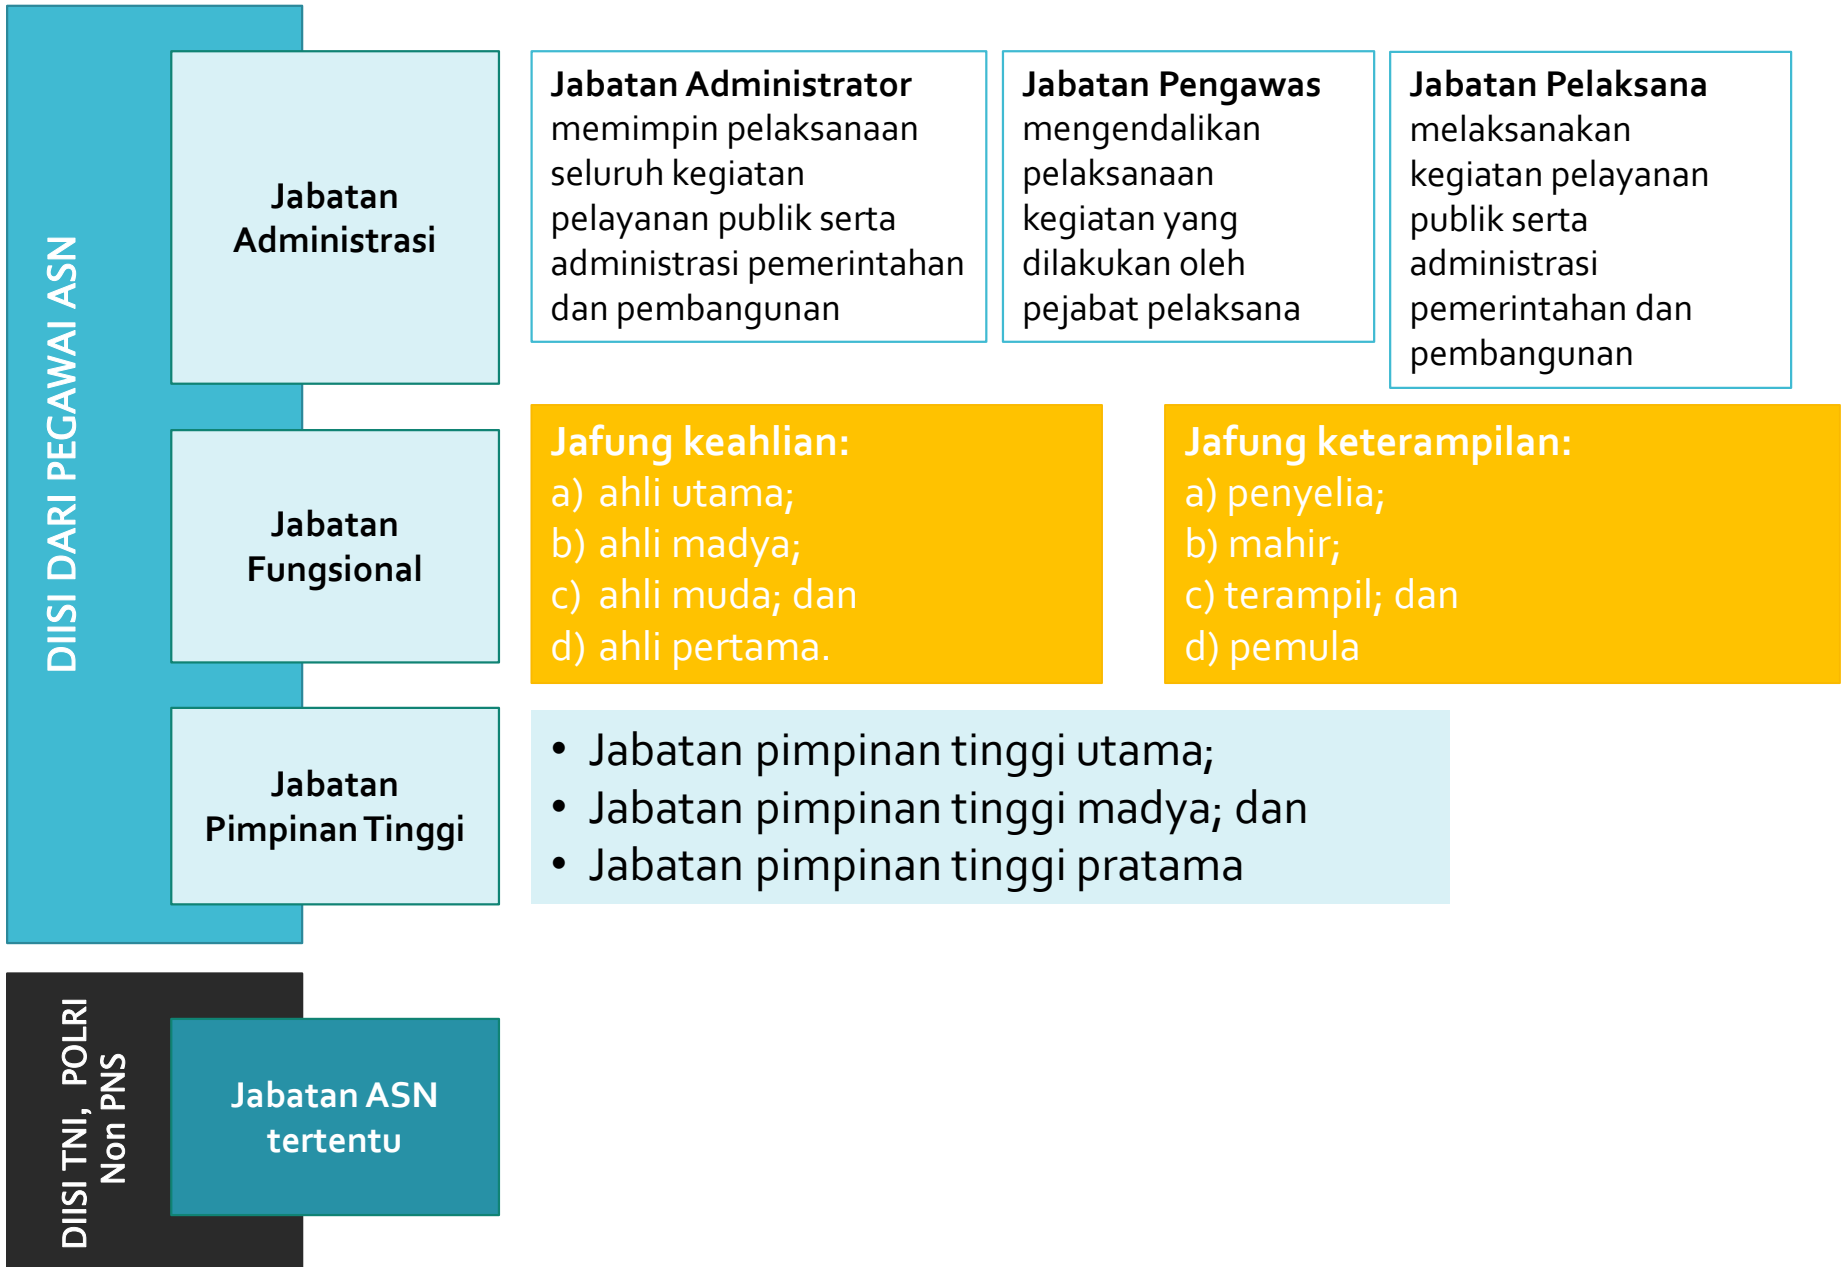 DIISI DARI PEGAWAI ASN
Jabatan
Administrasi
Jabatan Administrator
memimpin pelaksanaan
seluruh kegiatan
pelayanan publik serta
administrasi pemerintahan
dan pembangunan
Jabatan Pengawas
mengendalikan
pelaksanaan
kegiatan yang
dilakukan oleh
pejabat pelaksana
Jabatan Pelaksana
melaksanakan
kegiatan pelayanan
publik serta
administrasi
pemerintahan dan
pembangunan
Jabatan
Fungsional
Jafung keahlian:
a) ahli utama;
b) ahli madya;
c) ahli muda; dan
d) ahli pertama.
Jafung keterampilan:
a) penyelia;
b) mahir;
c) terampil; dan
d) pemula
Jabatan
Pimpinan Tinggi
• Jabatan pimpinan tinggi utama;
• Jabatan pimpinan tinggi madya; dan
• Jabatan pimpinan tinggi pratama
DIISI TNI, POLRI
Non PNS
Jabatan ASN
tertentu